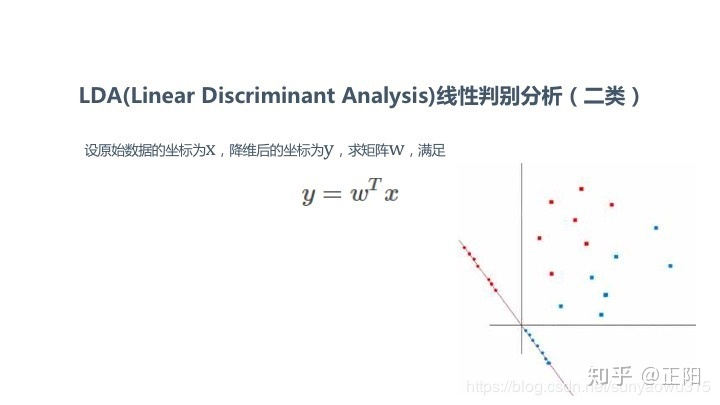 LDA(Linear Discriminant Analysis)线性判别分析（二类）
设原始数据的坐标为x，降维后的坐标为y，求矩阵w，满足
y = wᵀx
知乎 @正阳
https://blog.csdn.net/sunyaowu315